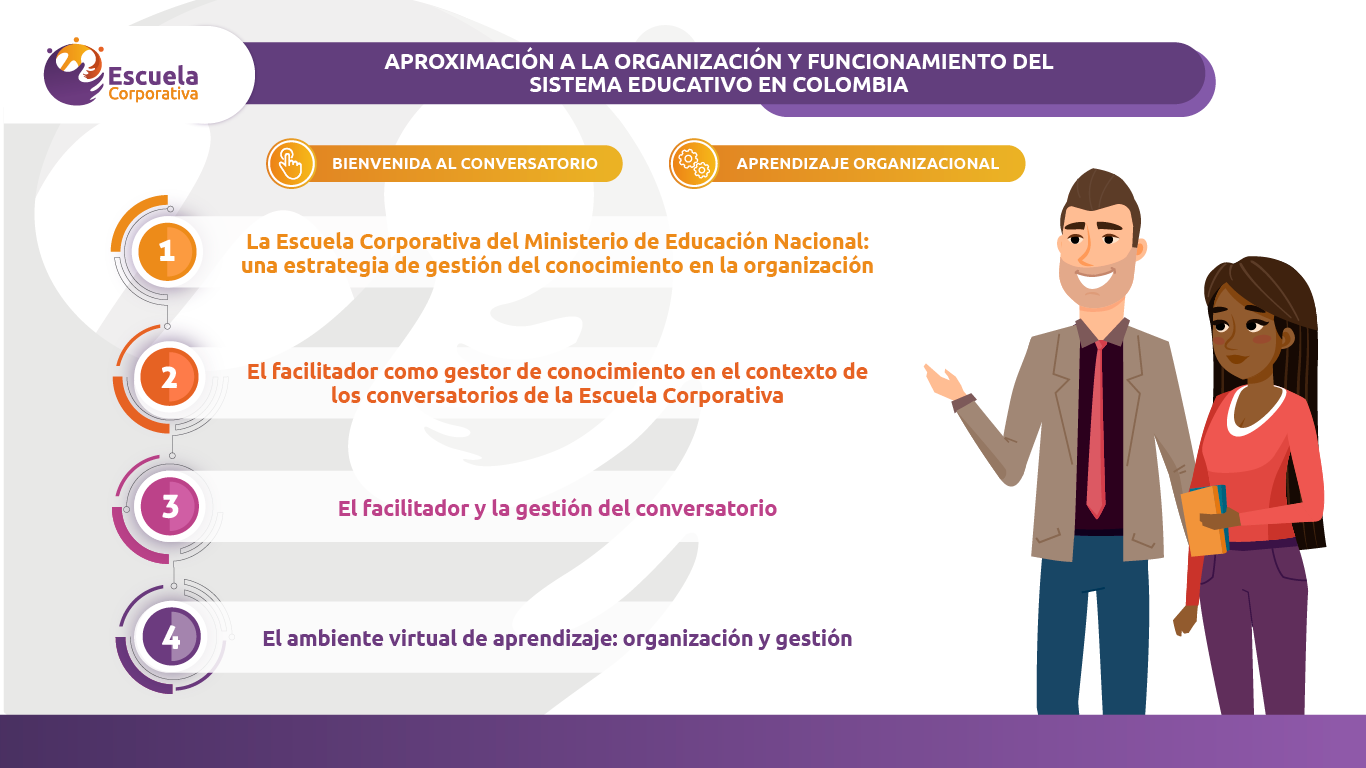 Escuela
Corporativa
APROXIMACIÓN A LA ORGANIZACIÓN Y FUNCIONAMIENTO DEL
SISTEMA EDUCATIVO EN COLOMBIA
BIENVENIDA AL CONVERSATORIO
APRENDIZAJE ORGANIZACIONAL
1
La Escuela Corporativa del Ministerio de Educación Nacional:
una estrategia de gestión del conocimiento en la organización
2
El facilitador como gestor de conocimiento en el contexto de
los conversatorios de la Escuela Corporativa
3
El facilitador y la gestión del conversatorio
4
El ambiente virtual de aprendizaje: organización y gestión